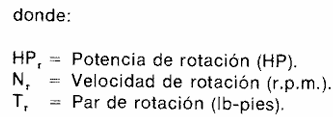 donde:
HPr = Potencia de rotación (HP).
Nr = Velocidad de rotación (r.p.m.).
Tr = Par de rotación (lb-pies).